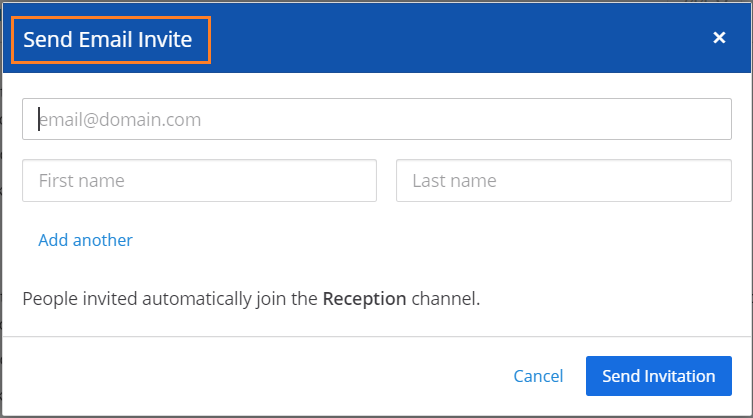 Send Email Invite ×
email@domain.com
First name Last name
Add another
People invited automatically join the Reception channel.
Cancel Send Invitation